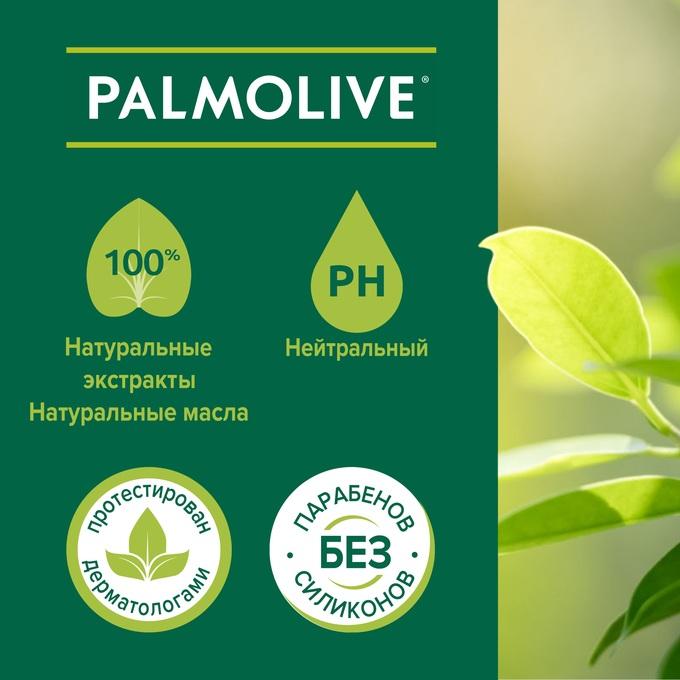 PALMOLIVE®
100%
Натуральные
экстракты
Натуральные масла
PH
Нейтральный
протестирован
дерматологами
ПАРАБЕНОВ
БЕЗ
СИЛИКОНОВ